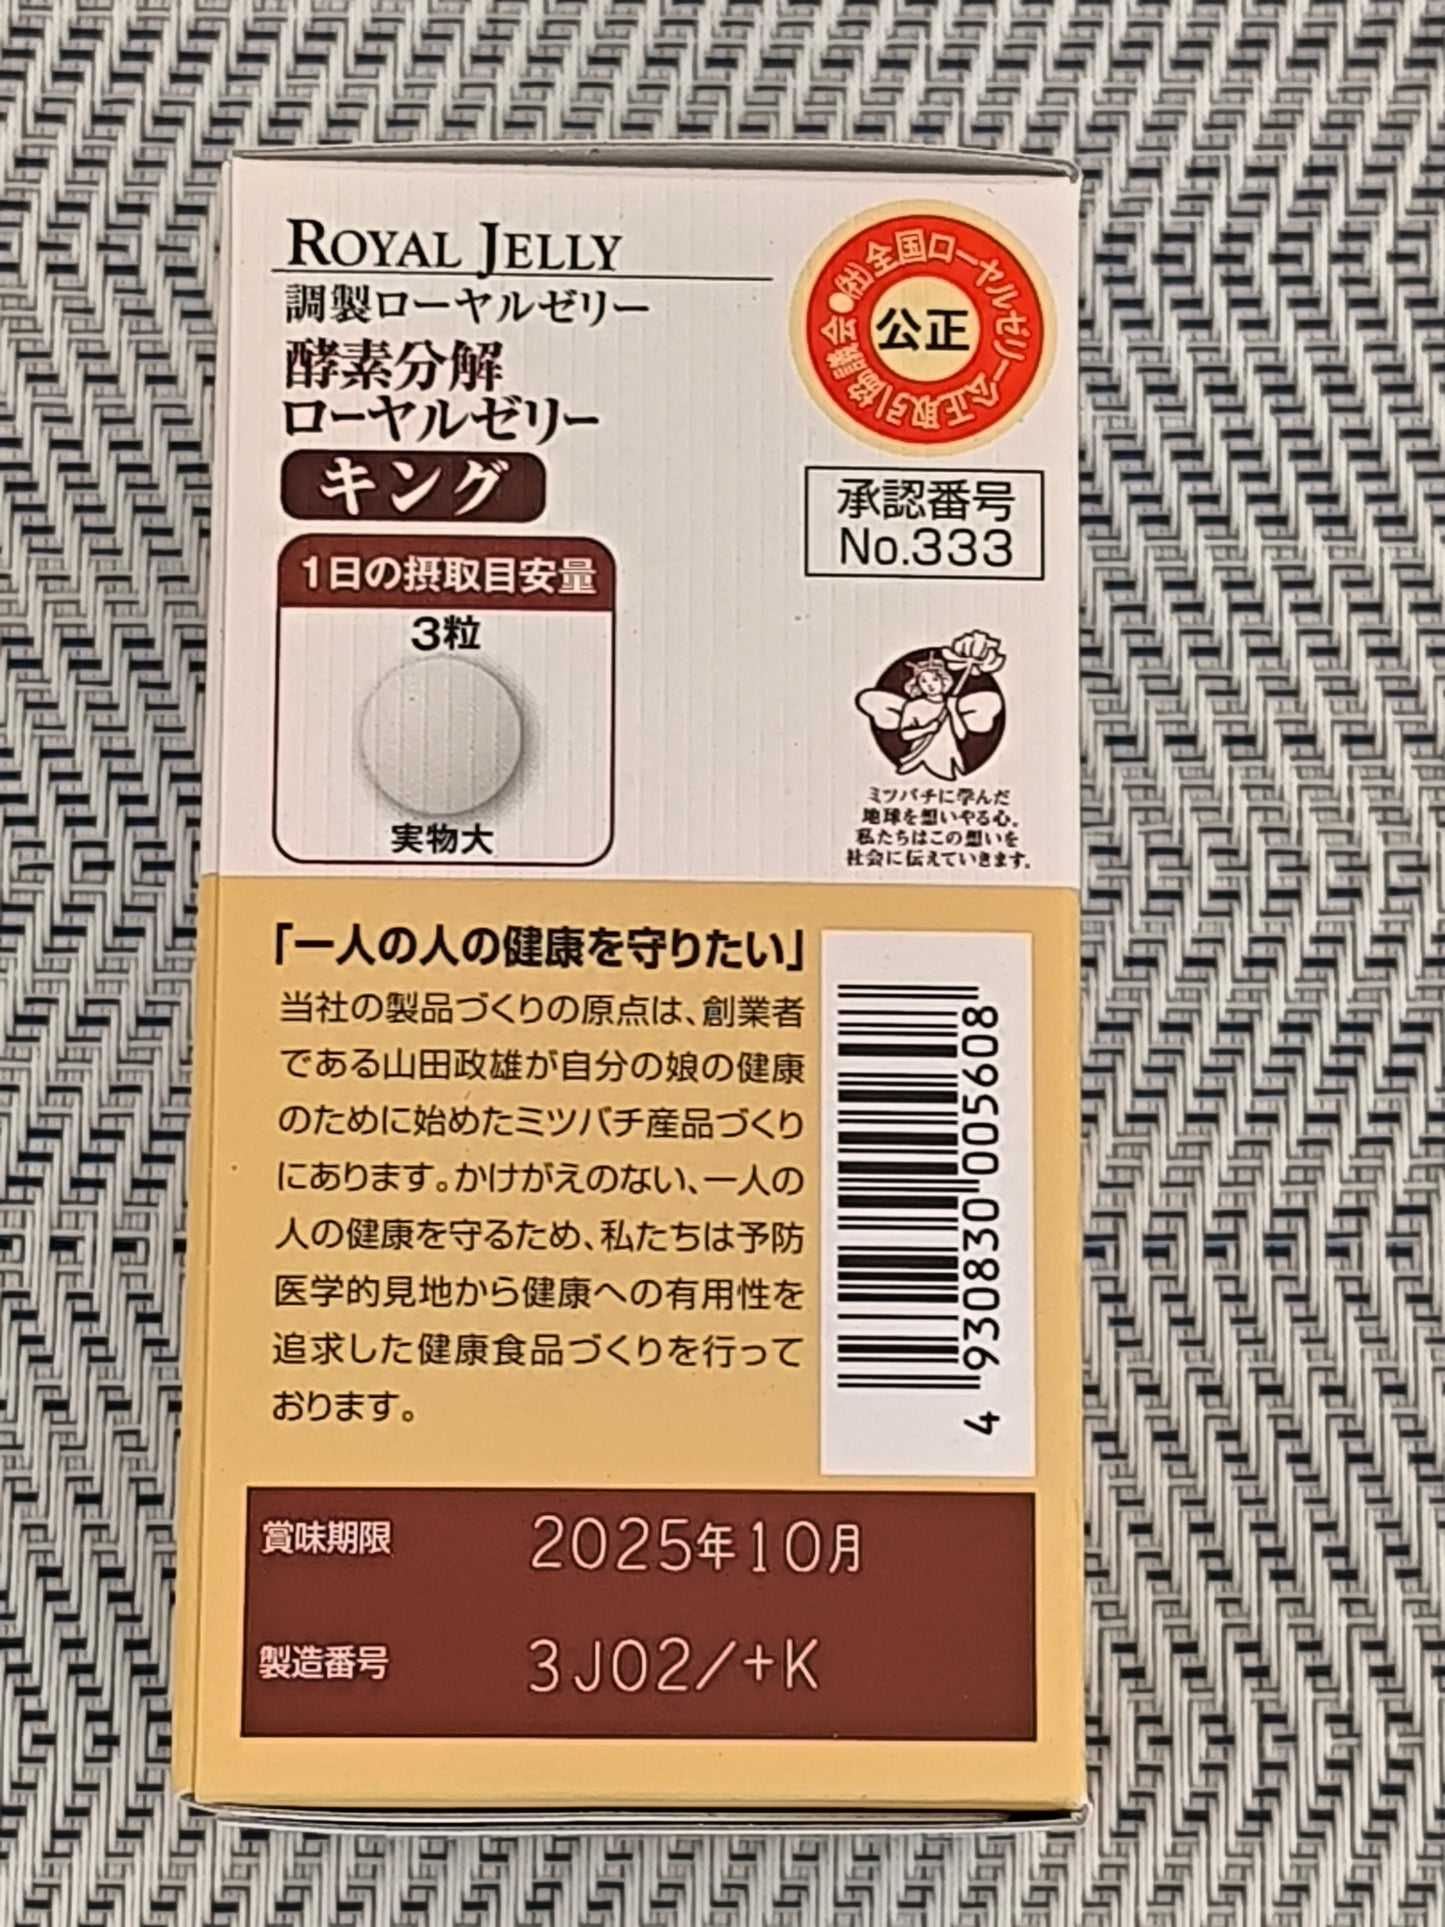 ROYAL JELLY
調製ローヤルゼリー
酵素分解
ローヤルゼリー
キング
1日の摂取目安量
3粒
実物大
(社)全国ローヤルゼリー公正取引協議会
公正
承認番号
No.333
ミツバチに学んだ
地球を想いやる心。
私たちはこの想いを
社会に伝えていきます。
「一人の人の健康を守りたい」
当社の製品づくりの原点は、創業者
である山田政雄が自分の娘の健康
のために始めたミツバチ産品づくり
にあります。かけがえのない、一人の
人の健康を守るため、私たちは予防
医学的見地から健康への有用性を
追求した健康食品づくりを行って
おります。
4 930830 005608
賞味期限 2025年10月
製造番号 3J02/+K